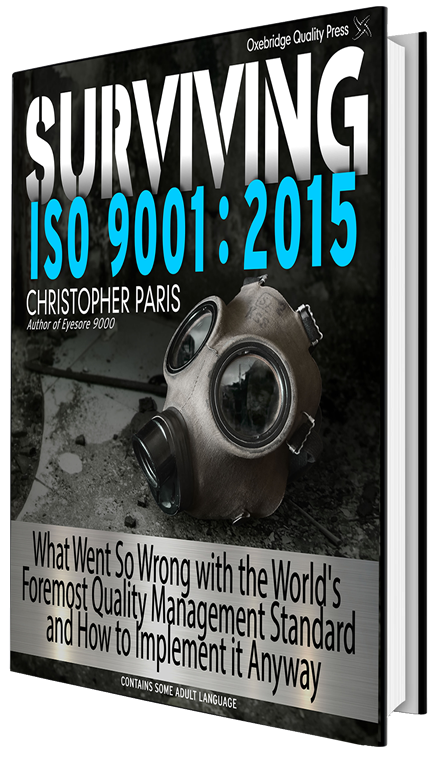 Oxebridge Quality Press
SURVIVING
ISO 9001:2015
CHRISTOPHER PARIS
Author of Eyesore 9000
What Went So Wrong with the World's
Foremost Quality Management Standard
and How to Implement it Anyway
CONTAINS SOME ADULT LANGUAGE